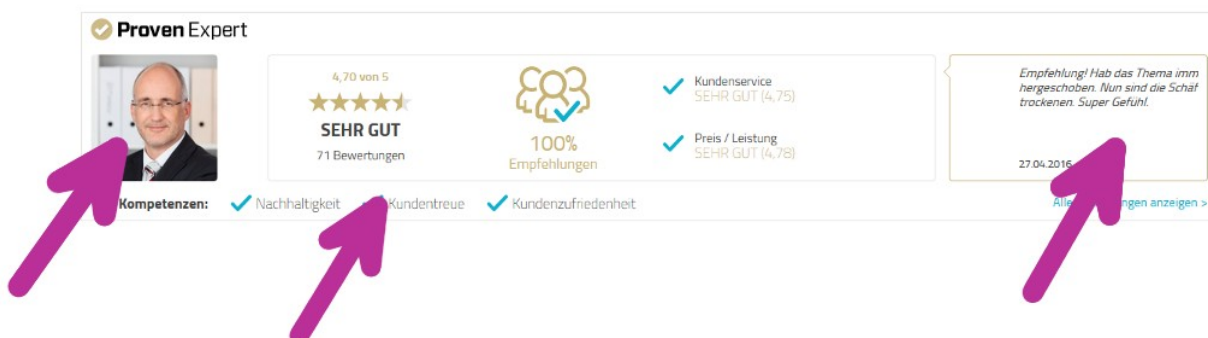 Proven Expert
4,70 von 5
SEHR GUT
71 Bewertungen
100%
Empfehlungen
Kundenservice
SEHR GUT (4,75)
Preis / Leistung
SEHR GUT (4,78)
Empfehlung! Hab das Thema imm
hergeschoben. Nun sind die Schäf
trockenen. Super Gefühl.
27.04.2016
Kompetenzen: Nachhaltigkeit Kundentreue Kundenzufriedenheit
Alle ngen anzeigen >